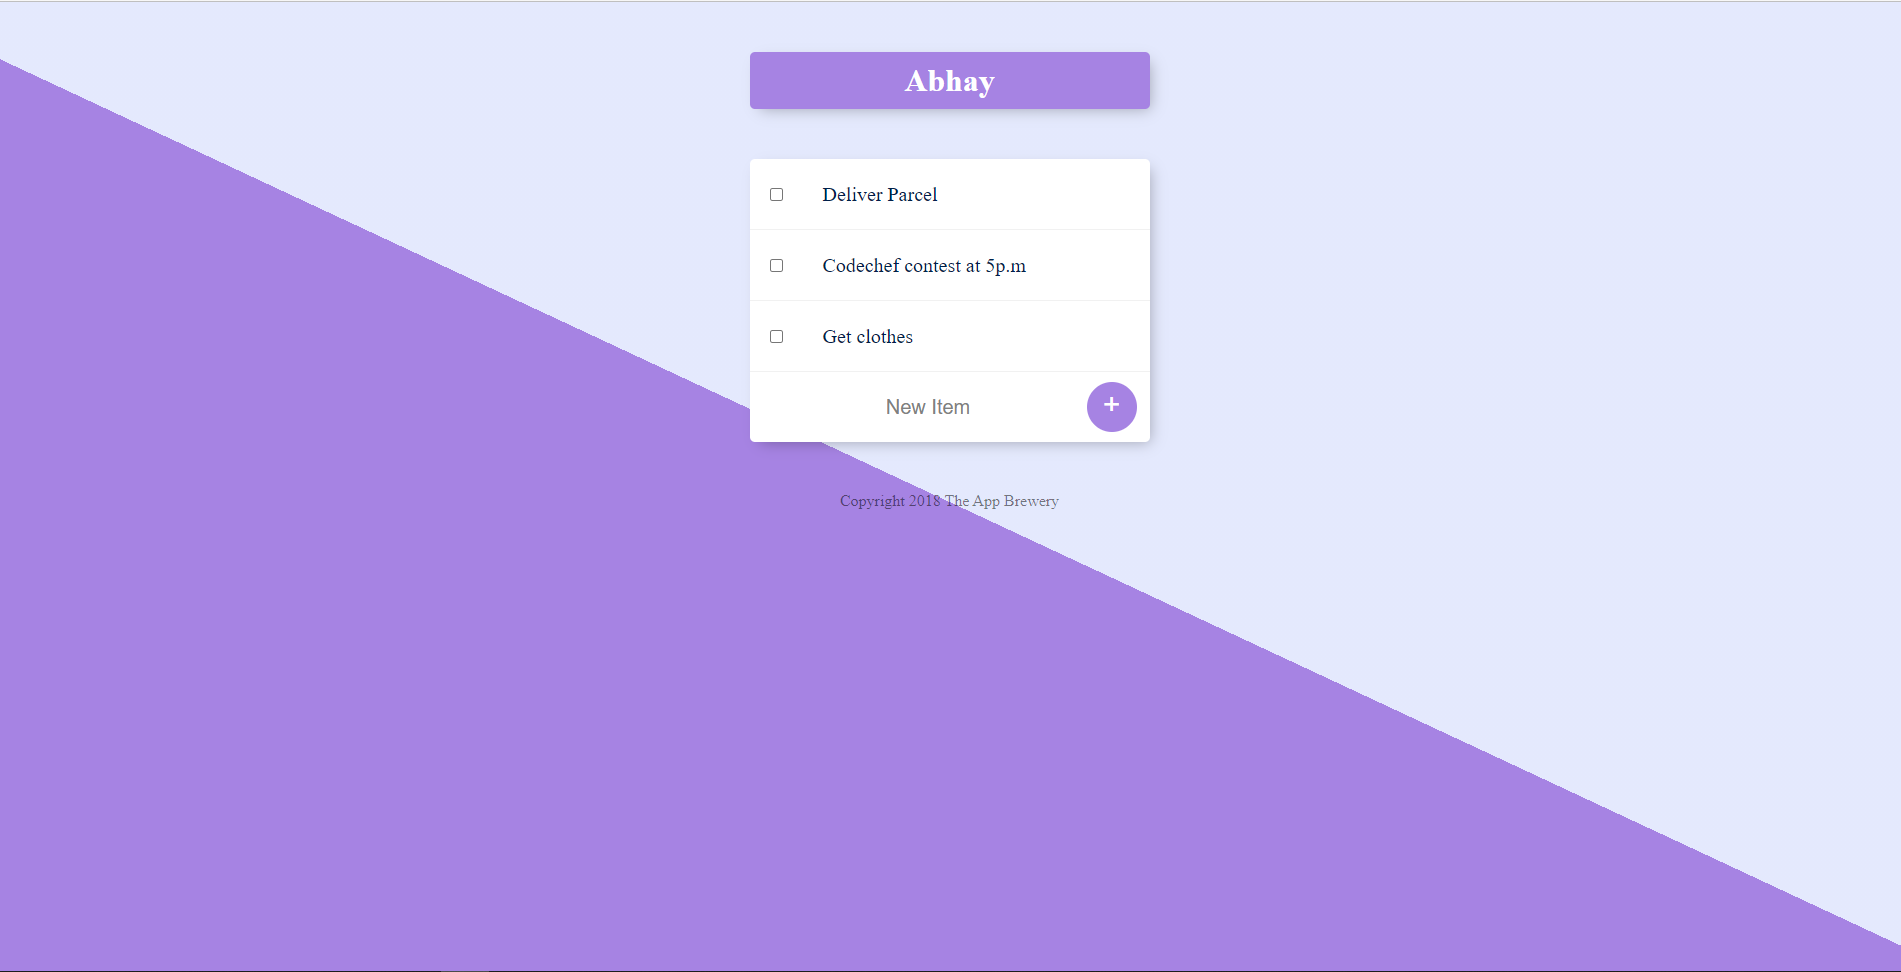 Abhay
Deliver Parcel
Codechef contest at 5p.m
Get clothes
New Item
+
Copyright 2018 The App Brewery